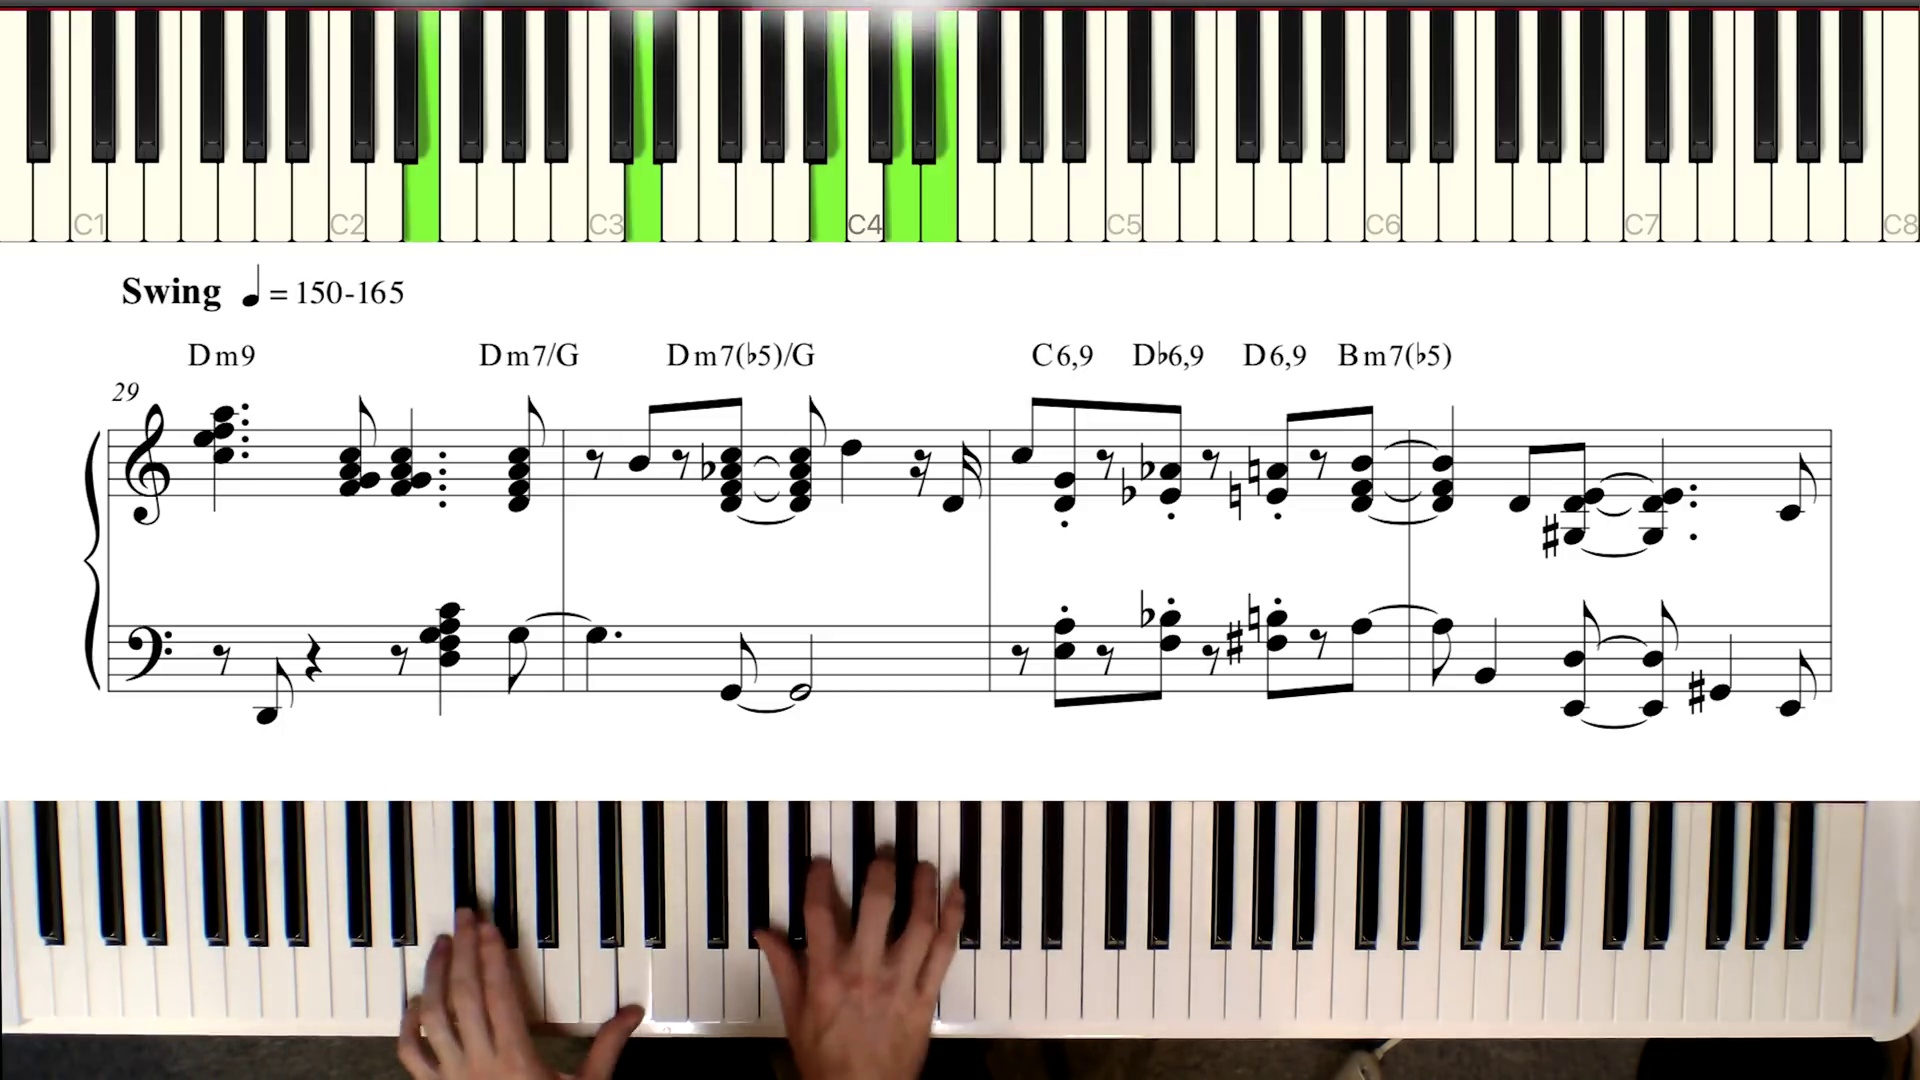 C1 C2 C3 C4 C5 C6 C7 C8
Swing ♩ = 150-165
Dm9 Dm7/G Dm7(♭5)/G C6,9 D♭6,9 D6,9 Bm7(♭5)
29